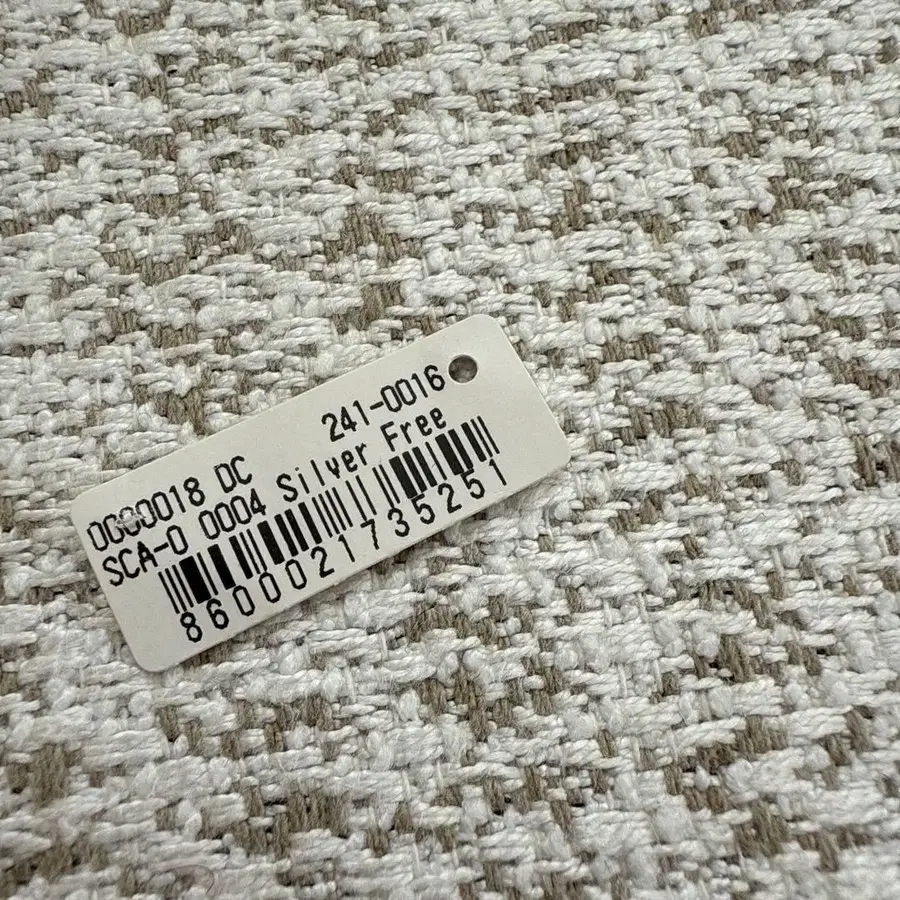 241-0016
0000018 DC
SCA-0 0004 Silver Free
8600021735251